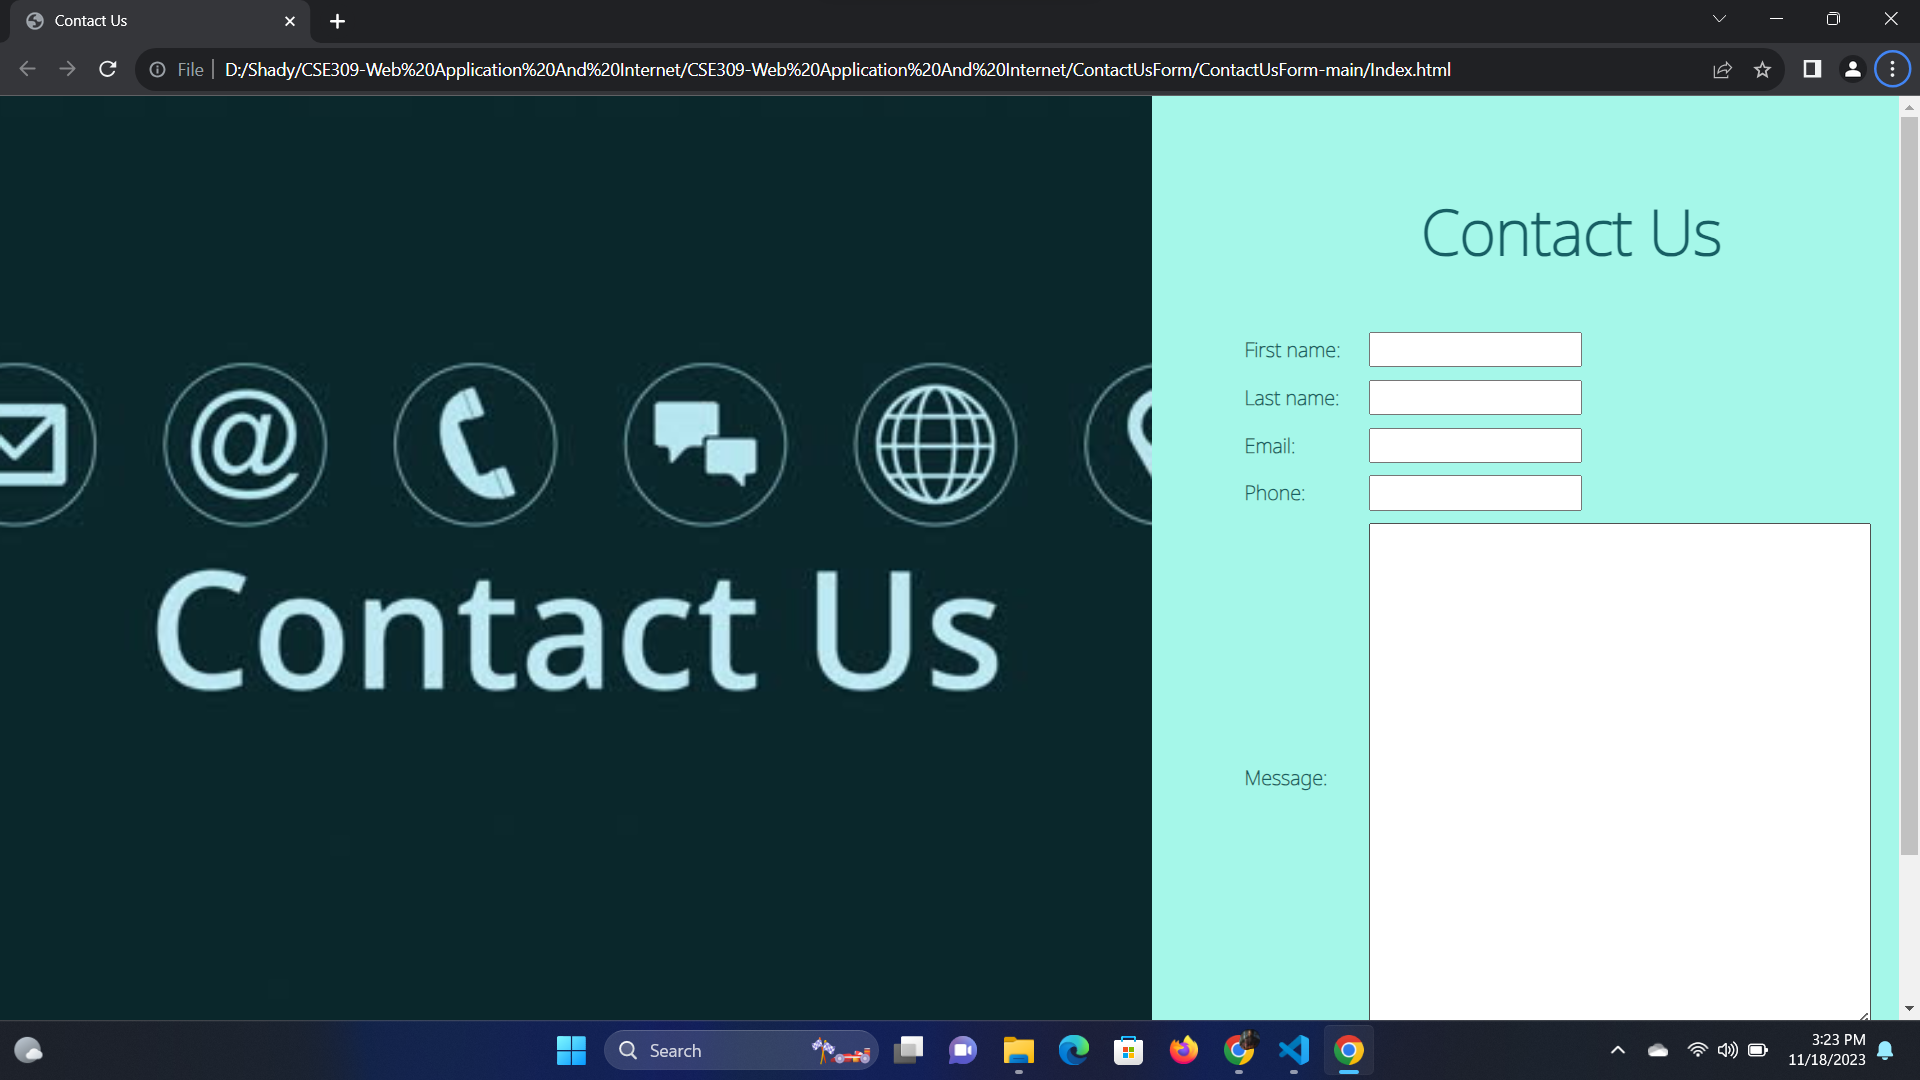 Contact Us
File
D:/Shady/CSE309-Web%20Application%20And%20Internet/CSE309-Web%20Application%20And%20Internet/ContactUsForm/ContactUsForm-main/Index.html
@
Contact Us
Contact Us
First name:
Last name:
Email:
Phone:
Message:
Search
3:23 PM
11/18/2023